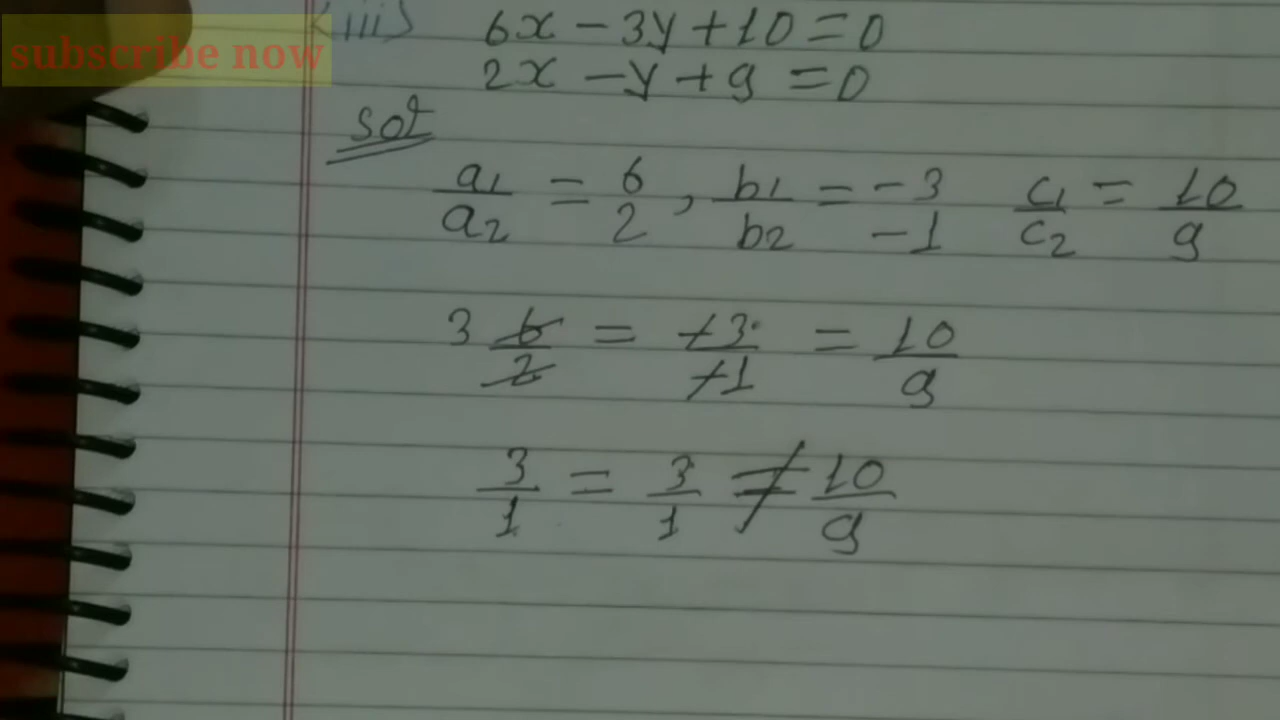 (iii) 6x - 3y + 10 = 0
subscribe now
2x - y + 9 = 0
Sol
a1/a2 = 6/2 , b1/b2 = -3/-1 c1/c2 = 10/9
3 6/2 = -3/-1 = 10/9
3/1 = 3/1 ≠ 10/9